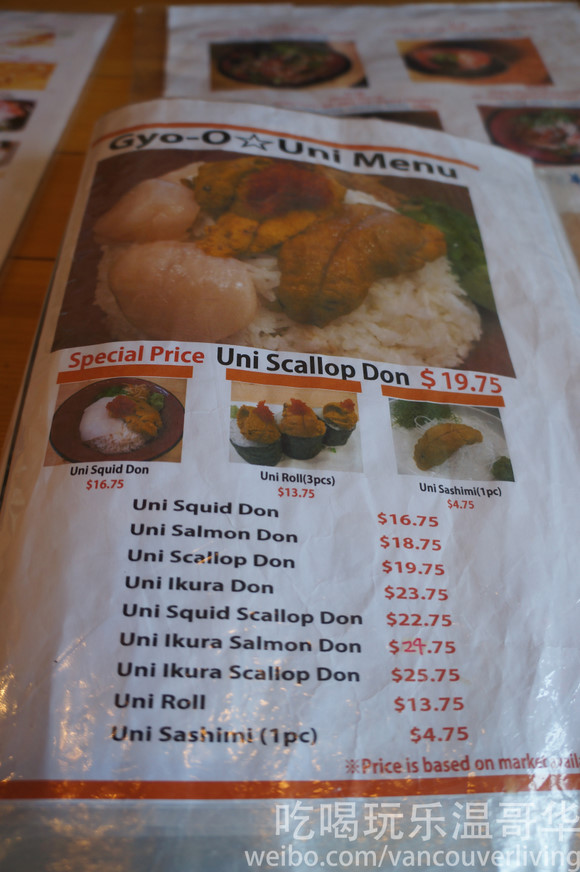 Gyo-O☆Uni Menu
Special Price Uni Scallop Don $19.75
Uni Squid Don
$16.75
Uni Roll(3pcs)
$13.75
Uni Sashimi(1pc)
$4.75
Uni Squid Don $16.75
Uni Salmon Don $18.75
Uni Scallop Don $19.75
Uni Ikura Don $23.75
Uni Squid Scallop Don $22.75
Uni Ikura Salmon Don $24.75
Uni Ikura Scallop Don $25.75
Uni Roll $13.75
Uni Sashimi (1pc) $4.75
※Price is based on market
吃喝玩乐温哥华
weibo.com/vancouverliving